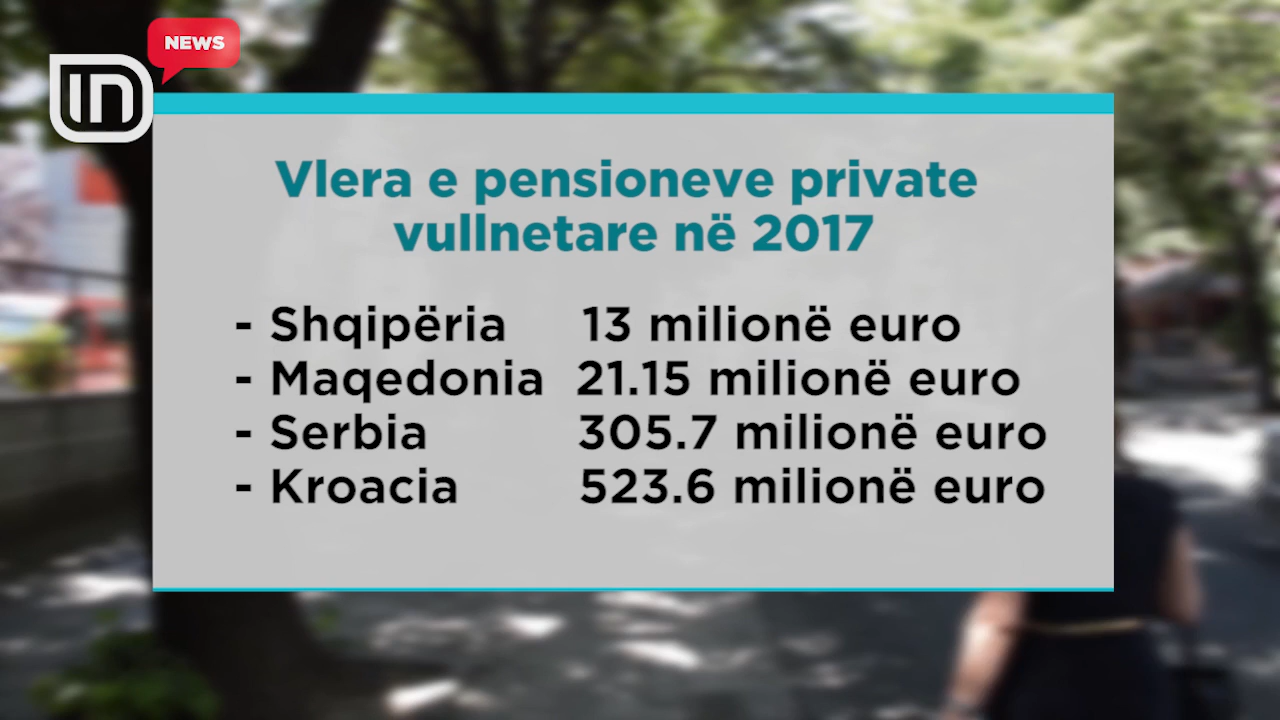 NEWS
IN
Vlera e pensioneve private
vullnetare në 2017
- Shqipëria 13 milionë euro
- Maqedonia 21.15 milionë euro
- Serbia 305.7 milionë euro
- Kroacia 523.6 milionë euro